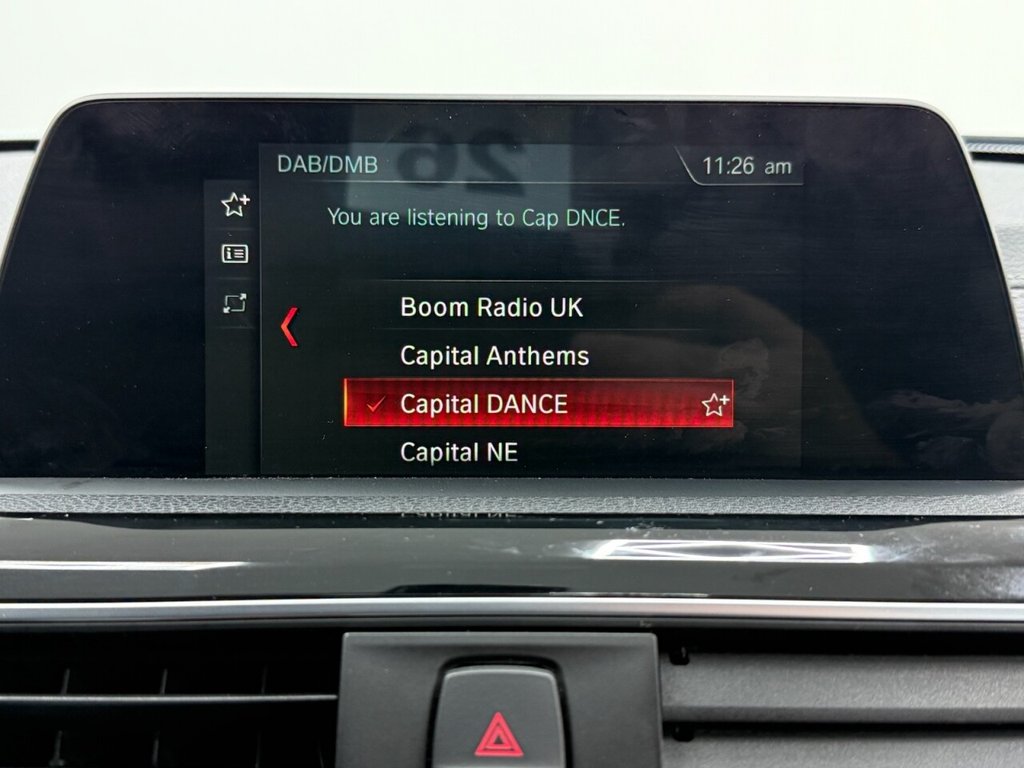 DAB/DMB
11:26 am
You are listening to Cap DNCE.
Boom Radio UK
Capital Anthems
Capital DANCE
Capital NE
26